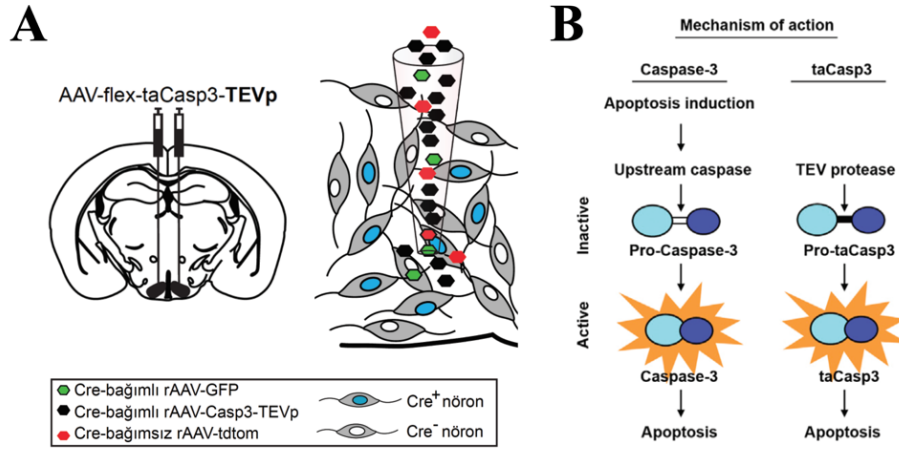 A
AAV-flex-taCasp3-TEVp
Cre-bağımlı rAAV-GFP
Cre-bağımlı rAAV-Casp3-TEVp
Cre-bağımsız rAAV-tdtom
Cre+ nöron
Cre- nöron
B
Mechanism of action
Caspase-3
taCasp3
Apoptosis induction
Upstream caspase
TEV protease
Inactive
Pro-Caspase-3
Pro-taCasp3
Active
Caspase-3
taCasp3
Apoptosis
Apoptosis